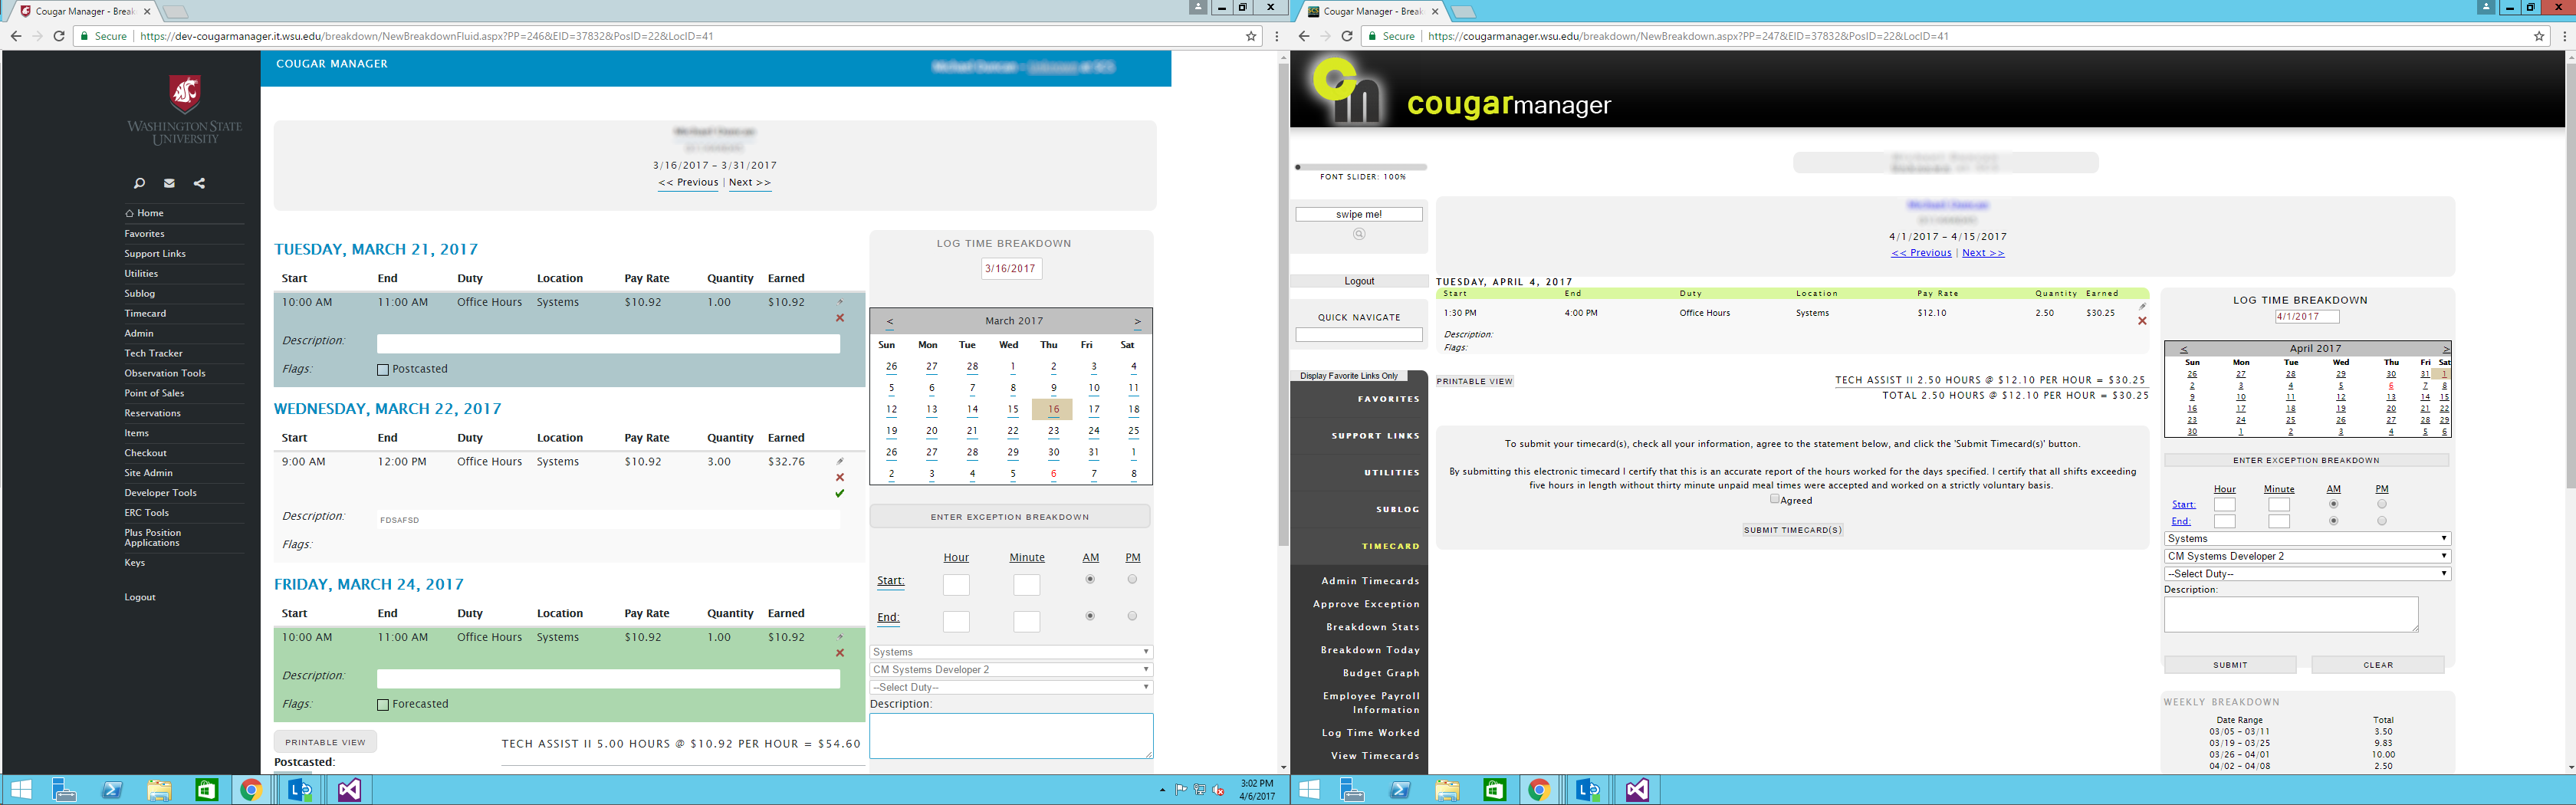 Cougar Manager - Break
Secure
https://dev-cougarmanager.it.wsu.edu/breakdown/NewBreakdownFluid.aspx?PP=246&EID=37832&PosID=22&LocID=41
WASHINGTON STATE
UNIVERSITY
Home
Favorites
Support Links
Utilities
Sublog
Timecard
Admin
Tech Tracker
Observation Tools
Point of Sales
Reservations
Items
Checkout
Site Admin
Developer Tools
ERC Tools
Plus Position
Applications
Keys
Logout
COUGAR MANAGER
3/16/2017 – 3/31/2017
<< Previous | Next >>
TUESDAY, MARCH 21, 2017
Start End Duty Location Pay Rate Quantity Earned
10:00 AM 11:00 AM Office Hours Systems $10.92 1.00 $10.92
Description:
Flags: Postcasted
WEDNESDAY, MARCH 22, 2017
Start End Duty Location Pay Rate Quantity Earned
9:00 AM 12:00 PM Office Hours Systems $10.92 3.00 $32.76
Description: FDSAFSD
Flags:
FRIDAY, MARCH 24, 2017
Start End Duty Location Pay Rate Quantity Earned
10:00 AM 11:00 AM Office Hours Systems $10.92 1.00 $10.92
Description:
Flags: Forecasted
PRINTABLE VIEW
TECH ASSIST II 5.00 HOURS @ $10.92 PER HOUR = $54.60
Postcasted:
LOG TIME BREAKDOWN
3/16/2017
< March 2017 >
Sun Mon Tue Wed Thu Fri Sat
26 27 28 1 2 3 4
5 6 7 8 9 10 11
12 13 14 15 16 17 18
19 20 21 22 23 24 25
26 27 28 29 30 31 1
2 3 4 5 6 7 8
ENTER EXCEPTION BREAKDOWN
Hour Minute AM PM
Start:
End:
Systems
CM Systems Developer 2
--Select Duty--
Description:
3:02 PM
4/6/2017
Cougar Manager - Break
Secure
https://cougarmanager.wsu.edu/breakdown/NewBreakdown.aspx?PP=247&EID=37832&PosID=22&LocID=41
cm
cougarmanager
FONT SLIDER: 100%
swipe me!
Logout
QUICK NAVIGATE
Display Favorite Links Only
FAVORITES
SUPPORT LINKS
UTILITIES
SUBLOG
TIMECARD
Admin Timecards
Approve Exception
Breakdown Stats
Breakdown Today
Budget Graph
Employee Payroll
Information
Log Time Worked
View Timecards
4/1/2017 – 4/15/2017
<< Previous | Next >>
TUESDAY, APRIL 4, 2017
Start End Duty Location Pay Rate Quantity Earned
1:30 PM 4:00 PM Office Hours Systems $12.10 2.50 $30.25
Description:
Flags:
PRINTABLE VIEW
TECH ASSIST II 2.50 HOURS @ $12.10 PER HOUR = $30.25
TOTAL 2.50 HOURS @ $12.10 PER HOUR = $30.25
To submit your timecard(s), check all your information, agree to the statement below, and click the 'Submit Timecard(s)' button.
By submitting this electronic timecard I certify that this is an accurate report of the hours worked for the days specified. I certify that all shifts exceeding
five hours in length without thirty minute unpaid meal times were accepted and worked on a strictly voluntary basis.
Agreed
SUBMIT TIMECARD(S)
LOG TIME BREAKDOWN
4/1/2017
< April 2017 >
Sun Mon Tue Wed Thu Fri Sat
26 27 28 29 30 31 1
2 3 4 5 6 7 8
9 10 11 12 13 14 15
16 17 18 19 20 21 22
23 24 25 26 27 28 29
30 1 2 3 4 5 6
ENTER EXCEPTION BREAKDOWN
Hour Minute AM PM
Start:
End:
Systems
CM Systems Developer 2
--Select Duty--
Description:
SUBMIT CLEAR
WEEKLY BREAKDOWN
Date Range Total
03/05 – 03/11 3.50
03/19 – 03/25 9.83
03/26 – 04/01 10.00
04/02 – 04/08 2.50